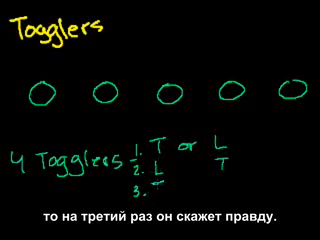 Togglers
1. T or L
4 Togglers 2. L T
3. T
то на третий раз он скажет правду.